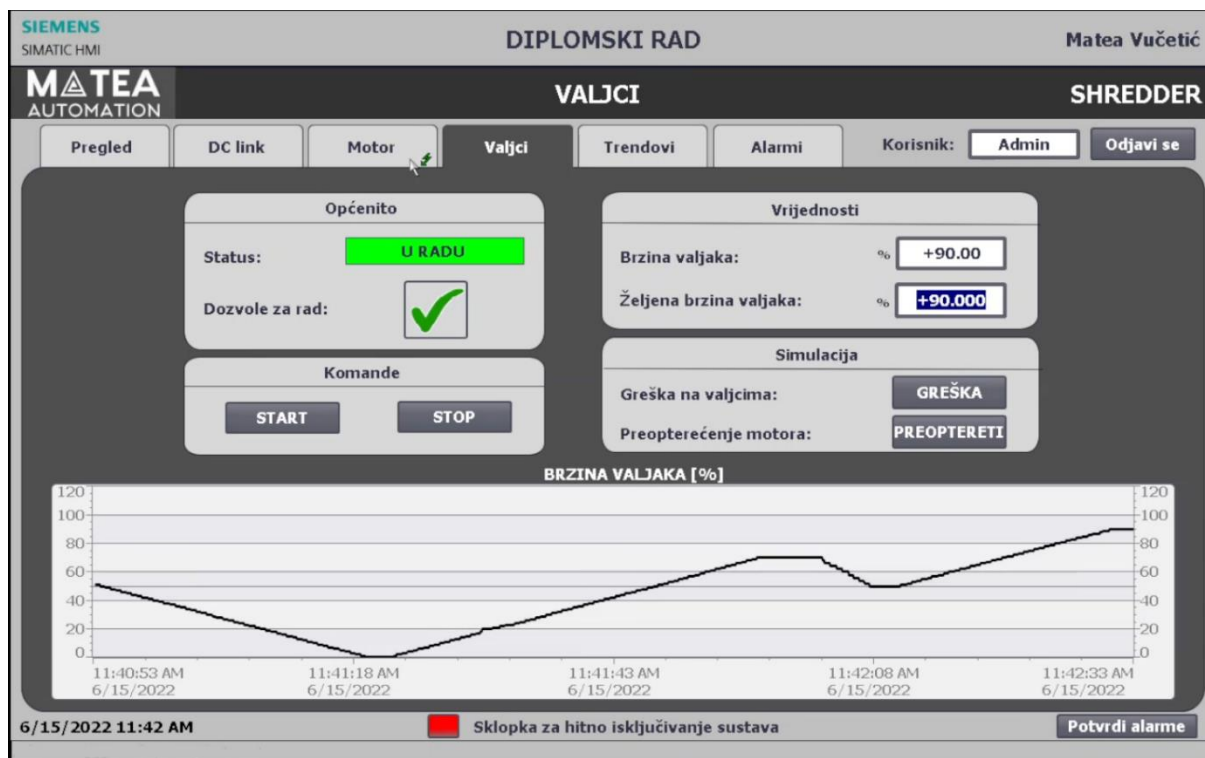 SIEMENS
SIMATIC HMI
DIPLOMSKI RAD
Matea Vučetić
MATEA
AUTOMATION
VALJCI
SHREDDER
Pregled
DC link
Motor
Valjci
Trendovi
Alarmi
Korisnik:
Admin
Odjavi se
Općenito
Status:
U RADU
Dozvole za rad:
Komande
START
STOP
Vrijednosti
Brzina valjaka:
% +90.00
Željena brzina valjaka:
% +90.000
Simulacija
Greška na valjcima:
GREŠKA
Preopterećenje motora:
PREOPTERETI
BRZINA VALJAKA [%]
120
100
80
60
40
20
0
120
100
80
60
40
20
0
11:40:53 AM
6/15/2022
11:41:18 AM
6/15/2022
11:41:43 AM
6/15/2022
11:42:08 AM
6/15/2022
11:42:33 AM
6/15/2022
6/15/2022 11:42 AM
Sklopka za hitno isključivanje sustava
Potvrdi alarme